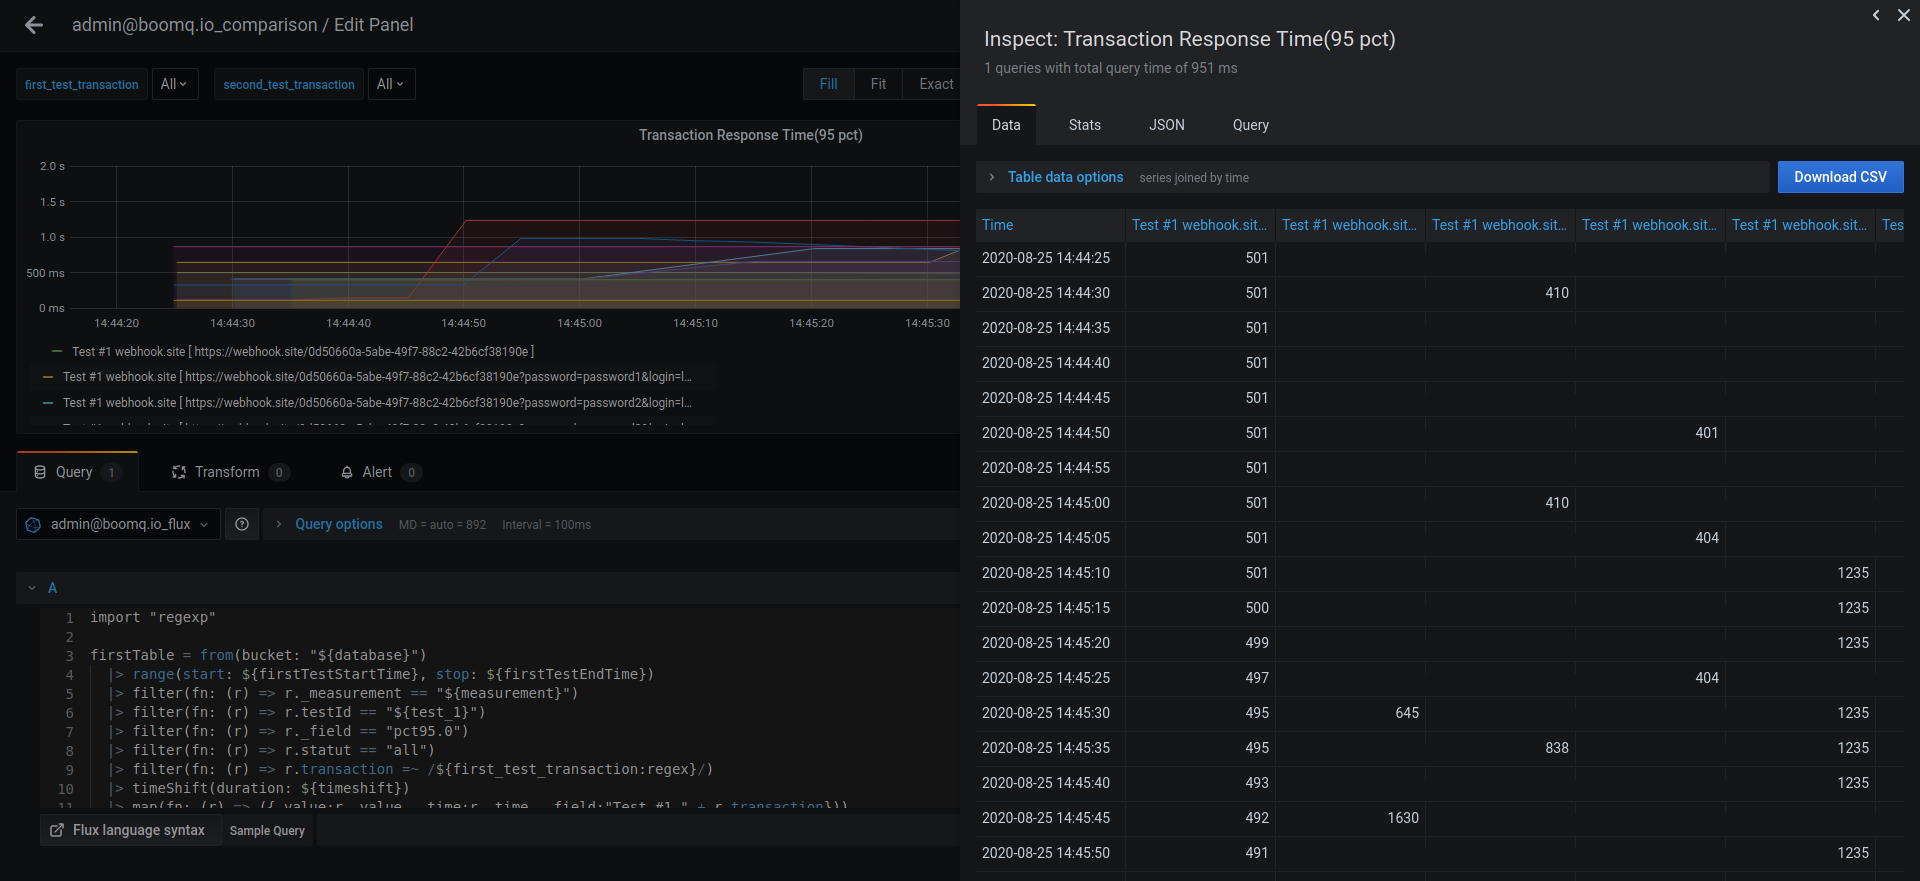 admin@boomq.io_comparison / Edit Panel
first_test_transaction All second_test_transaction All Fill Fit Exact
Transaction Response Time(95 pct)
2.0 s
1.5 s
1.0 s
500 ms
0 ms
14:44:20 14:44:30 14:44:40 14:44:50 14:45:00 14:45:10 14:45:20 14:45:30
Test #1 webhook.site [ https://webhook.site/0d50660a-5abe-49f7-88c2-42b6cf38190e ]
Test #1 webhook.site [ https://webhook.site/0d50660a-5abe-49f7-88c2-42b6cf38190e?password=password1&login=l...
Test #1 webhook.site [ https://webhook.site/0d50660a-5abe-49f7-88c2-42b6cf38190e?password=password2&login=l...
Query 1 Transform 0 Alert 0
admin@boomq.io_flux Query options MD = auto = 892 Interval = 100ms
A
1 import "regexp"
2
3 firstTable = from(bucket: "${database}")
4 |> range(start: ${firstTestStartTime}, stop: ${firstTestEndTime})
5 |> filter(fn: (r) => r._measurement == "${measurement}")
6 |> filter(fn: (r) => r.testId == "${test_1}")
7 |> filter(fn: (r) => r._field == "pct95.0")
8 |> filter(fn: (r) => r.statut == "all")
9 |> filter(fn: (r) => r.transaction =~ /${first_test_transaction:regex}/)
10 |> timeShift(duration: ${timeshift})
11 |> map(fn: (r) => ({ _value:r._value, _time:r._time, _field:"Test #1 " + r.transaction}))
Flux language syntax Sample Query
Inspect: Transaction Response Time(95 pct)
1 queries with total query time of 951 ms
Data Stats JSON Query
Table data options series joined by time Download CSV
Time Test #1 webhook.sit... Test #1 webhook.sit... Test #1 webhook.sit... Test #1 webhook.sit... Test #1 webhook.sit... Tes
2020-08-25 14:44:25 501
2020-08-25 14:44:30 501 410
2020-08-25 14:44:35 501
2020-08-25 14:44:40 501
2020-08-25 14:44:45 501
2020-08-25 14:44:50 501 401
2020-08-25 14:44:55 501
2020-08-25 14:45:00 501 410
2020-08-25 14:45:05 501 404
2020-08-25 14:45:10 501 1235
2020-08-25 14:45:15 500 1235
2020-08-25 14:45:20 499 1235
2020-08-25 14:45:25 497 404
2020-08-25 14:45:30 495 645 1235
2020-08-25 14:45:35 495 838 1235
2020-08-25 14:45:40 493 1235
2020-08-25 14:45:45 492 1630
2020-08-25 14:45:50 491 1235